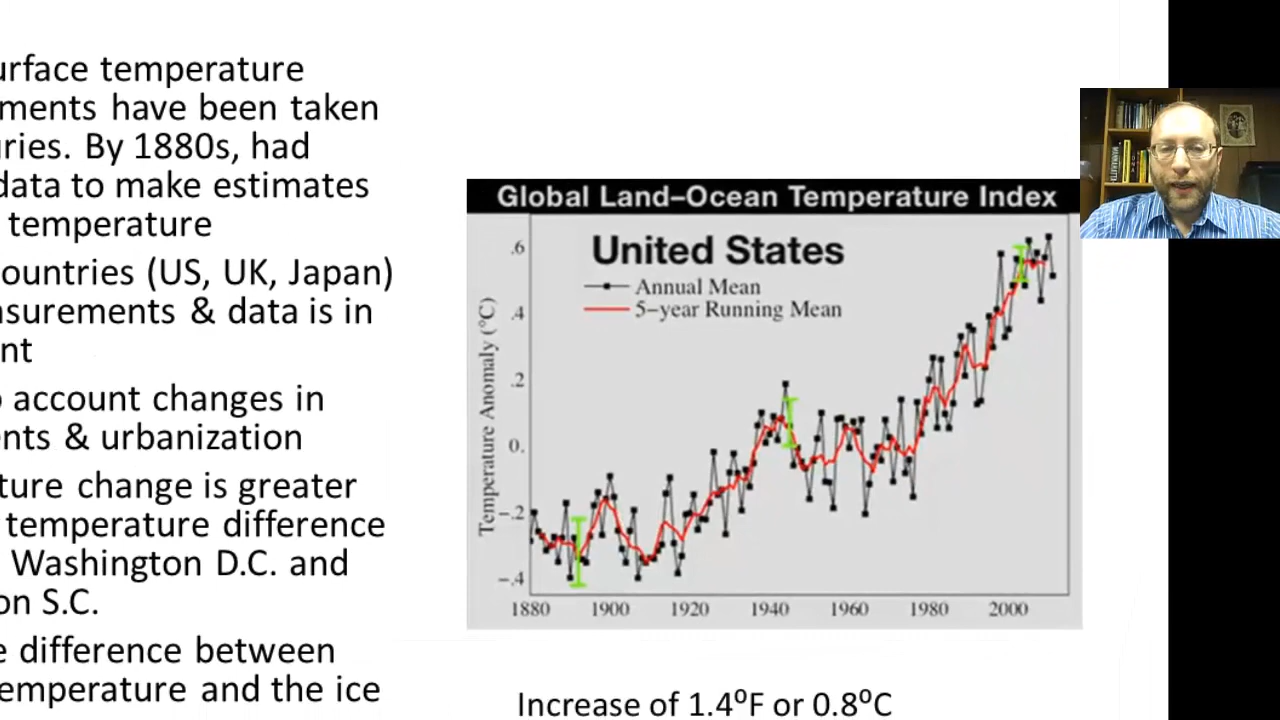 urface temperature
ments have been taken
ries. By 1880s, had
data to make estimates
temperature
ountries (US, UK, Japan)
surements & data is in
nt
o account changes in
nts & urbanization
ture change is greater
temperature difference
Washington D.C. and
on S.C.
e difference between
emperature and the ice
Global Land–Ocean Temperature Index
United States
Annual Mean
5–year Running Mean
Temperature Anomaly (°C)
.6
.4
.2
0.
–.2
–.4
1880 1900 1920 1940 1960 1980 2000
Increase of 1.4⁰F or 0.8⁰C